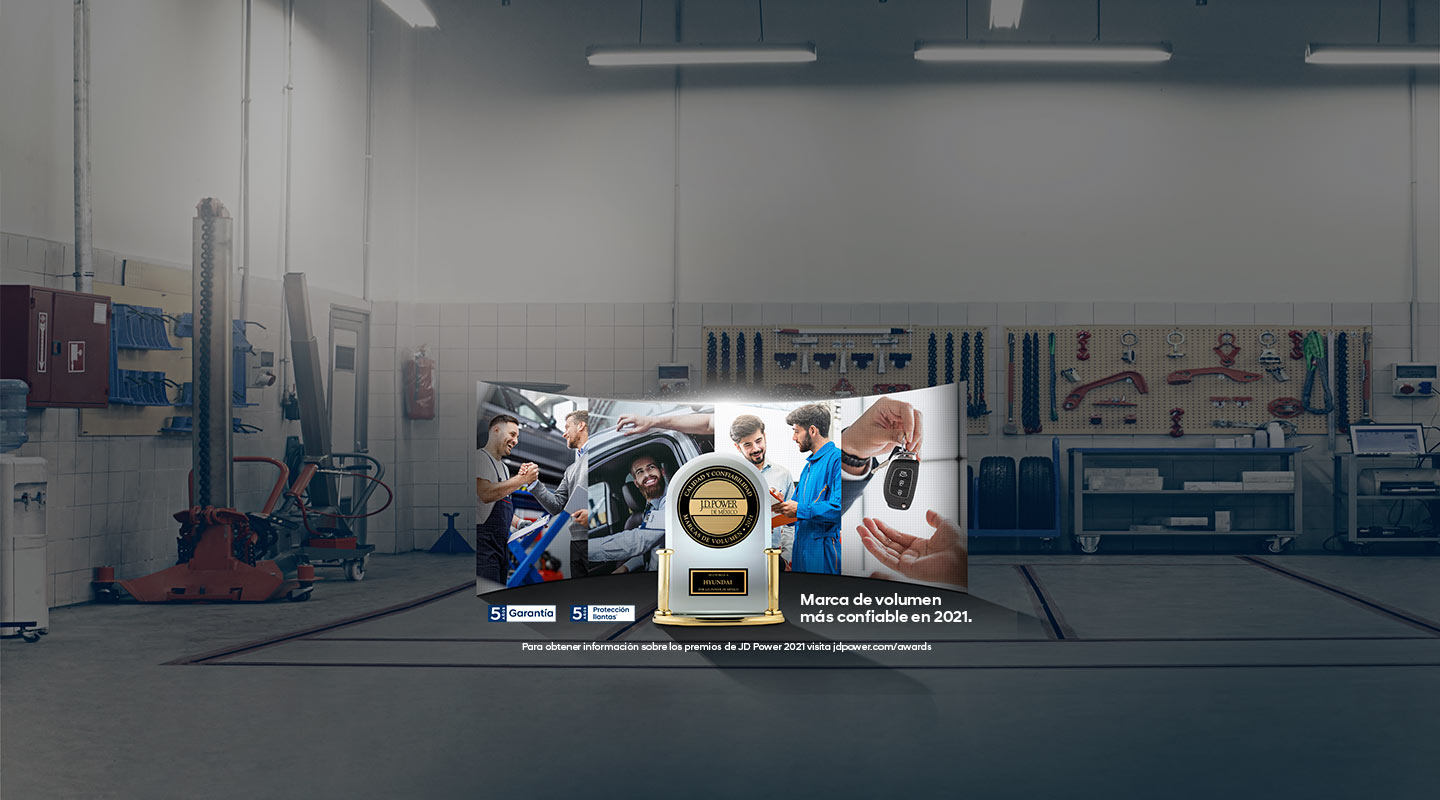 CALIDAD Y CONFIABILIDAD
J.D. POWER
DE MÉXICO
MARCAS DE VOLUMEN • 2021
HYUNDAI
5 Garantía
5 Protección
llantas*
Marca de volumen
más confiable en 2021.
Para obtener información sobre los premios de JD Power 2021 visita jdpower.com/awards